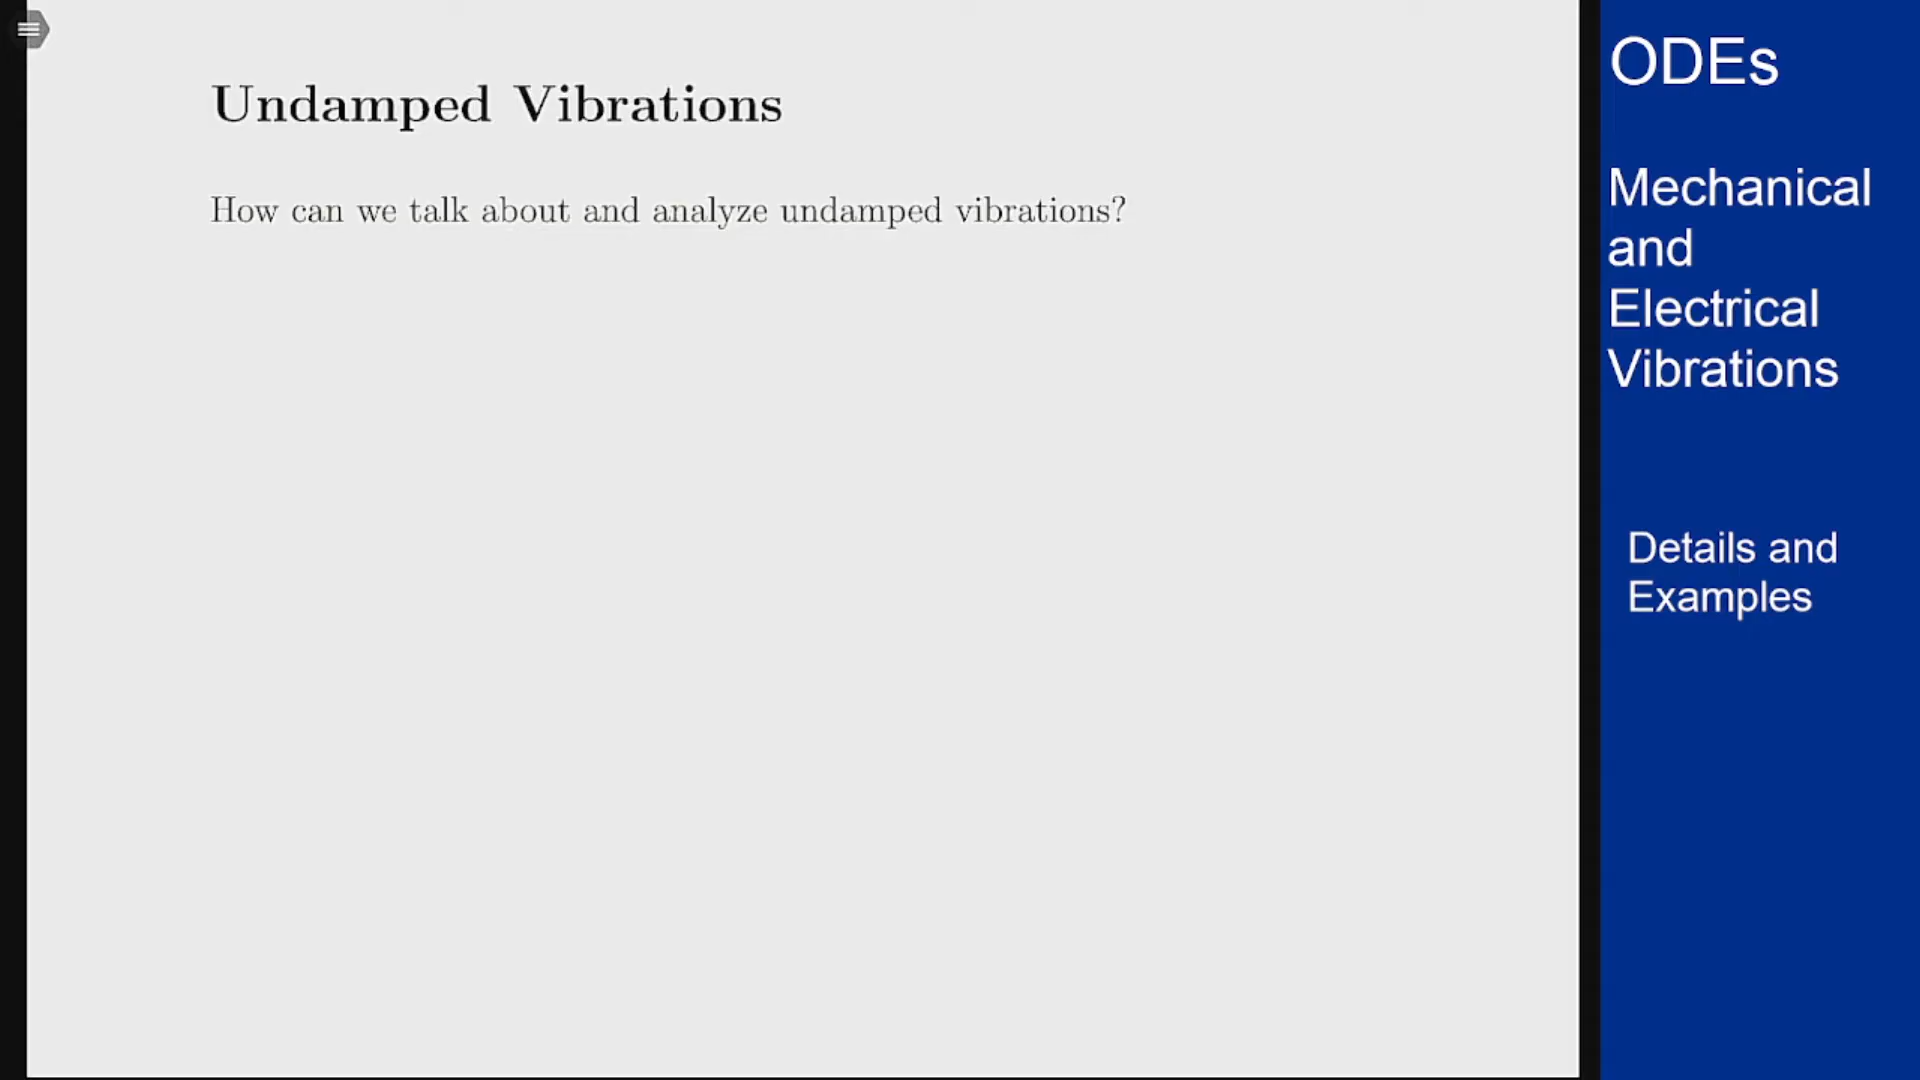 Undamped Vibrations
How can we talk about and analyze undamped vibrations?
ODEs
Mechanical
and
Electrical
Vibrations
Details and
Examples